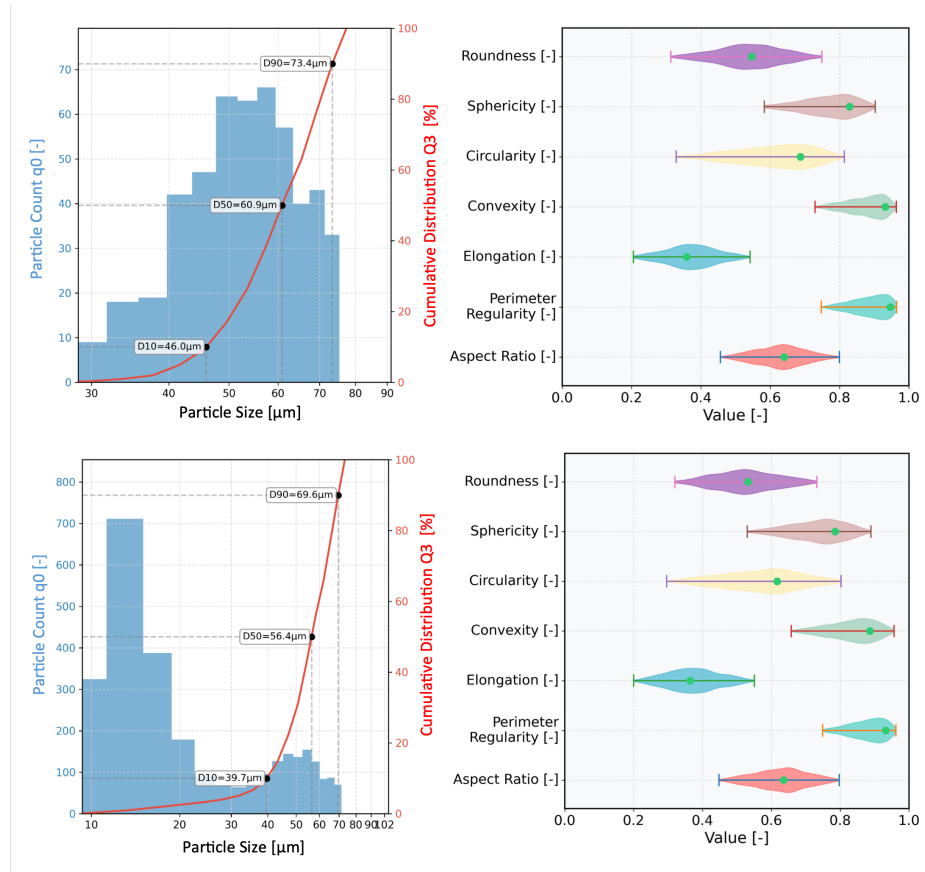 100
80
60
40
20
0
70
60
50
40
30
20
10
0
Particle Count q0 [-]
Cumulative Distribution Q3 [%]
D90=73.4μm
D50=60.9μm
D10=46.0μm
30
40
50
60
70
80
90
Particle Size [μm]
Roundness [-]
Sphericity [-]
Circularity [-]
Convexity [-]
Elongation [-]
Perimeter
Regularity [-]
Aspect Ratio [-]
0.0
0.2
0.4
0.6
0.8
1.0
Value [-]
100
80
60
40
20
0
800
700
600
500
400
300
200
100
0
Particle Count q0 [-]
Cumulative Distribution Q3 [%]
D90=69.6μm
D50=56.4μm
D10=39.7μm
10
20
30
40
50
60
70
80
90
102
Particle Size [μm]
Roundness [-]
Sphericity [-]
Circularity [-]
Convexity [-]
Elongation [-]
Perimeter
Regularity [-]
Aspect Ratio [-]
0.0
0.2
0.4
0.6
0.8
1.0
Value [-]